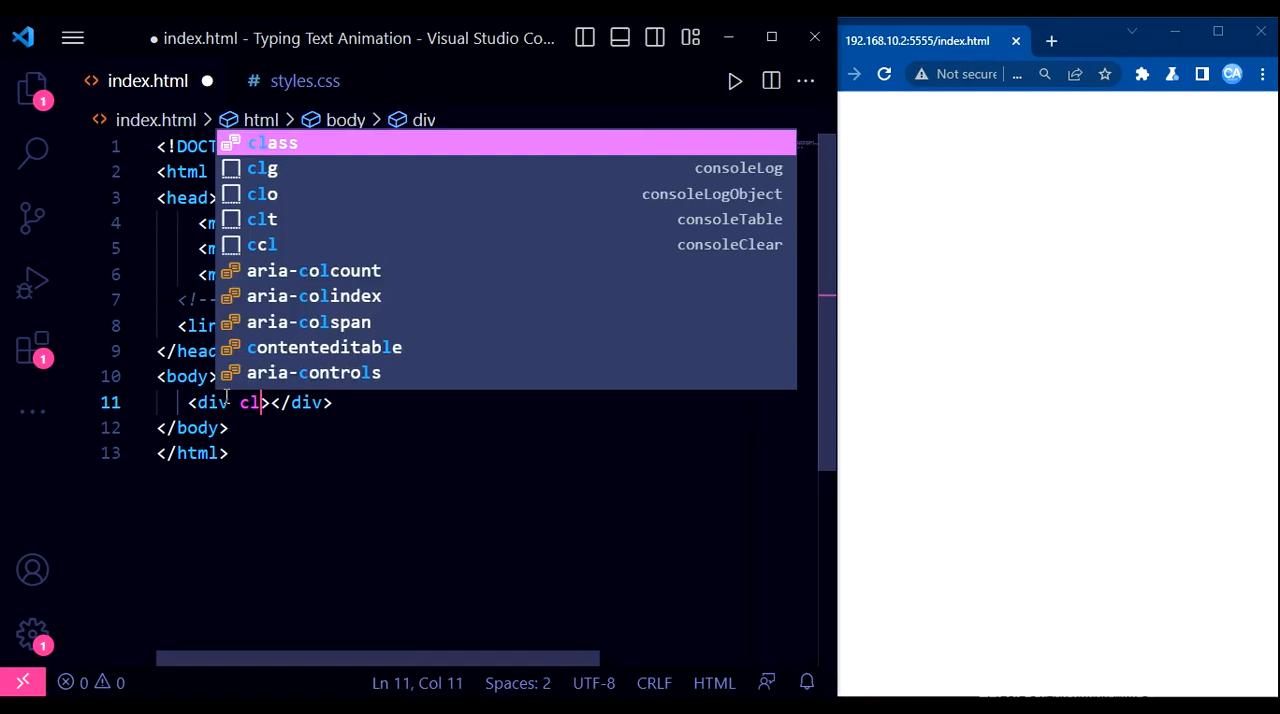 ● index.html - Typing Text Animation - Visual Studio Co...
index.html ●
# styles.css
index.html > html > body > div
1 <!DOCT
2 <html
3 <head>
4 <m
5 <m
6 <m
7 <!--
8 <lin
9 </head
10 <body>
11 <div cl></div>
12 </body>
13 </html>
class
clg consoleLog
clo consoleLogObject
clt consoleTable
ccl consoleClear
aria-colcount
aria-colindex
aria-colspan
contenteditable
aria-controls
1
1
1
0 0
Ln 11, Col 11
Spaces: 2
UTF-8
CRLF
HTML
192.168.10.2:5555/index.html
Not secure
...
CA